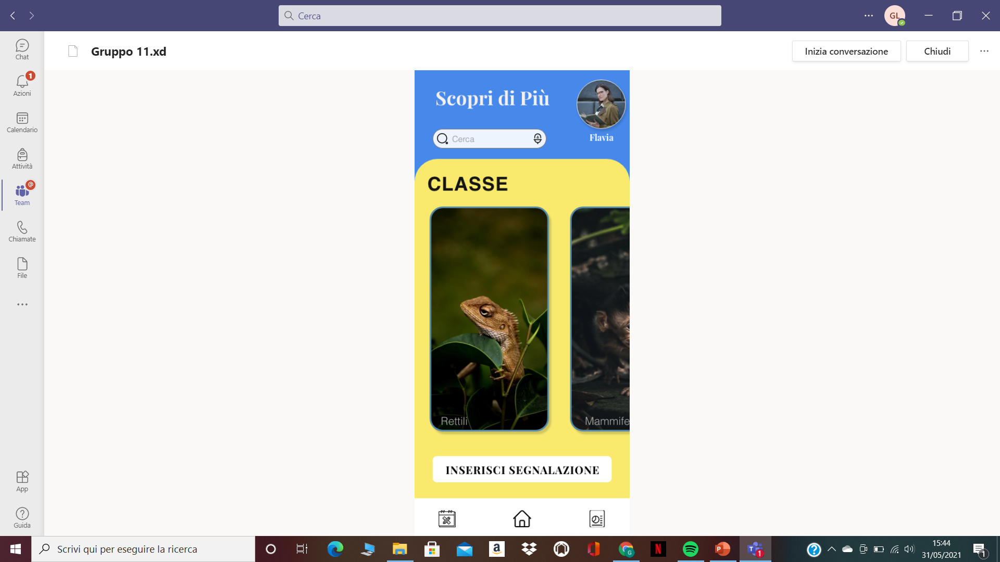 Cerca
GL
Chat
1
Azioni
Calendario
Attività
@
Team
Chiamate
File
App
Guida
Gruppo 11.xd
Inizia conversazione
Chiudi
Scopri di Più
Cerca
Flavia
CLASSE
Rettili
Mammife
INSERISCI SEGNALAZIONE
Scrivi qui per eseguire la ricerca
a
G
N
P
T
1
?
15:44
31/05/2021
1